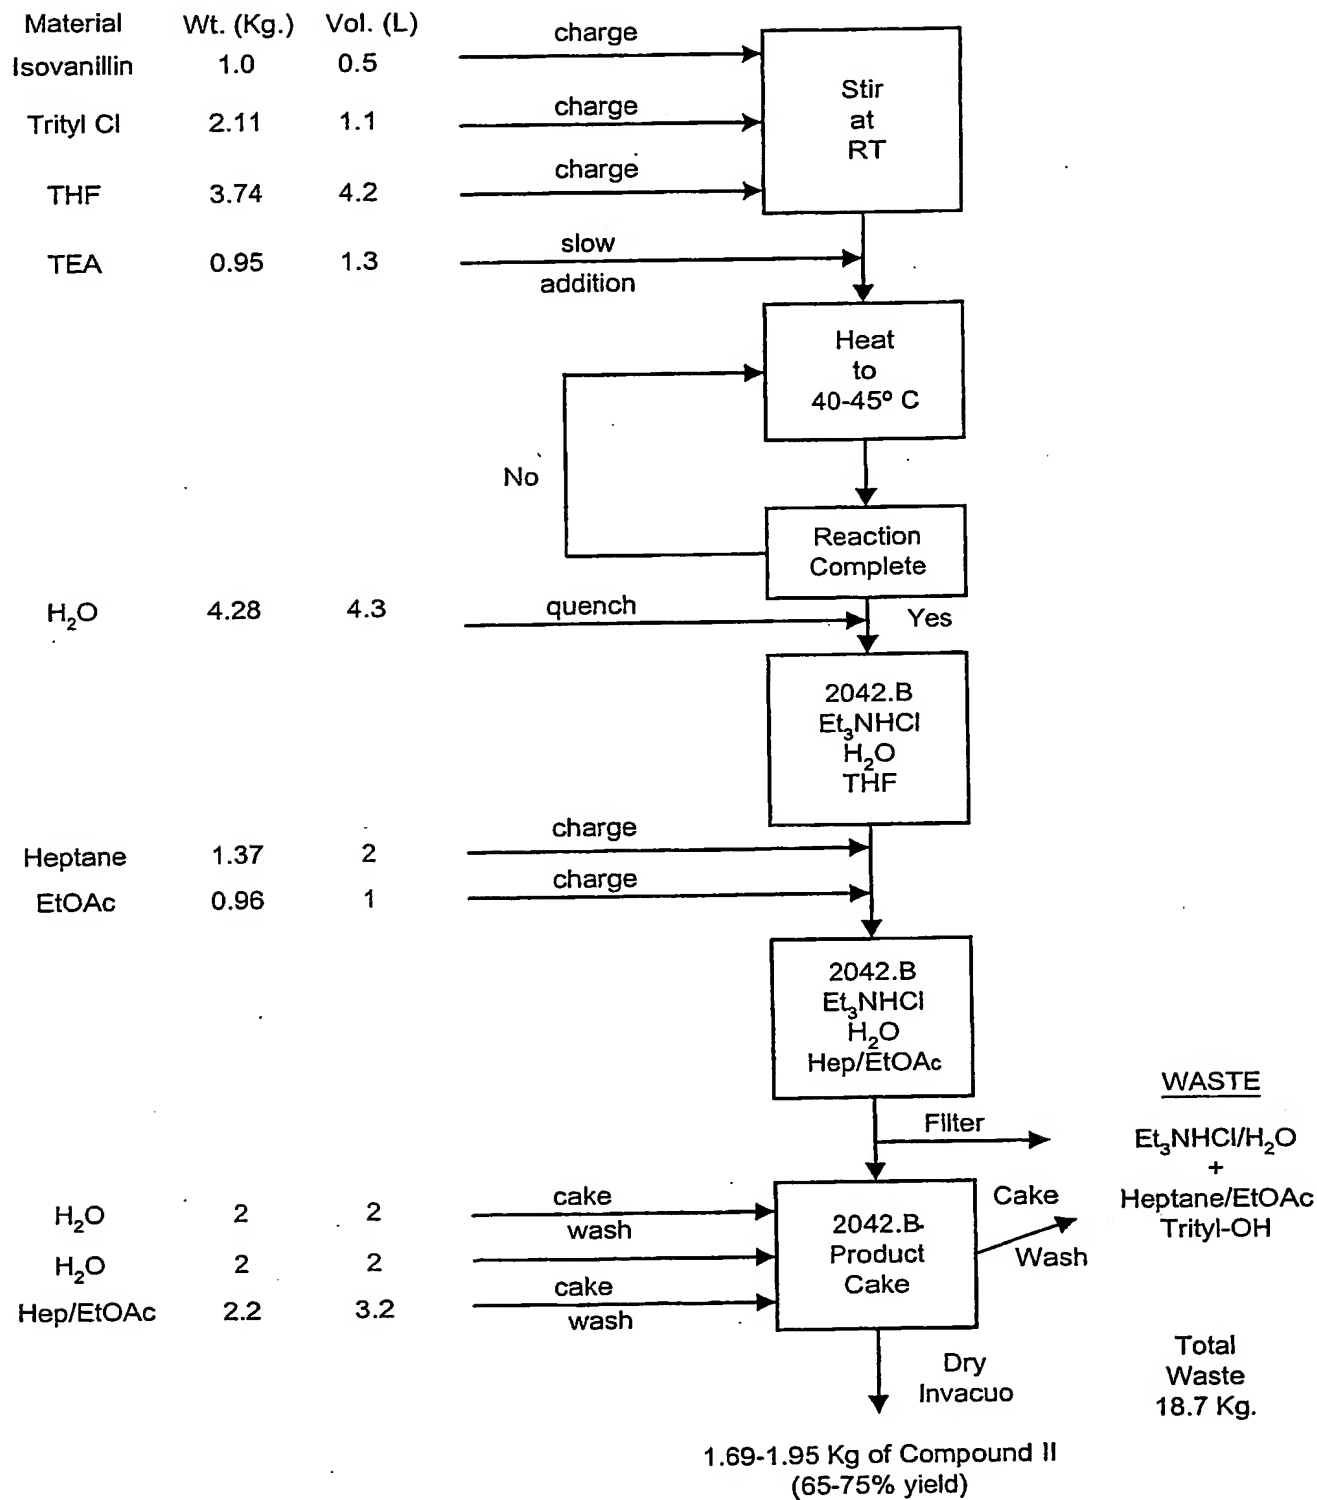 Material Wt. (Kg.) Vol. (L)
Isovanillin 1.0 0.5 charge
Trityl Cl 2.11 1.1 charge
THF 3.74 4.2 charge
Stir
at
RT
TEA 0.95 1.3 slow
addition
Heat
to
40-45º C
No
Reaction
Complete
H₂O 4.28 4.3 quench
Yes
2042.B
Et₃NHCl
H₂O
THF
Heptane 1.37 2 charge
EtOAc 0.96 1 charge
2042.B
Et₃NHCl
H₂O
Hep/EtOAc
Filter
WASTE
Et₃NHCl/H₂O
+
Heptane/EtOAc
Trityl-OH
H₂O 2 2 cake
wash
H₂O 2 2
Hep/EtOAc 2.2 3.2 cake
wash
2042.B
Product
Cake
Cake
Wash
Total
Waste
18.7 Kg.
Dry
Invacuo
1.69-1.95 Kg of Compound II
(65-75% yield)